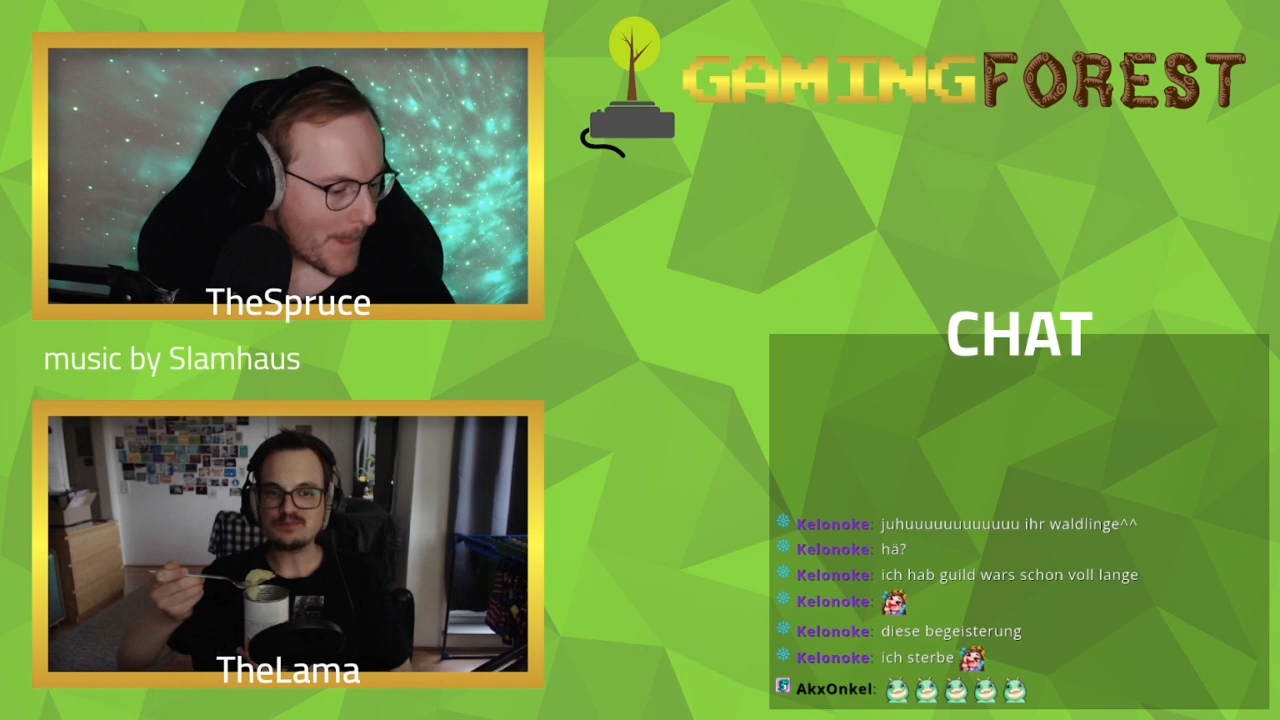 GAMINGFOREST
TheSpruce
music by Slamhaus
TheLama
CHAT
Kelonoke: juhuuuuuuuuuuuu ihr waldlinge^^
Kelonoke: hä?
Kelonoke: ich hab guild wars schon voll lange
Kelonoke:
Kelonoke: diese begeisterung
Kelonoke: ich sterbe
AkxOnkel: